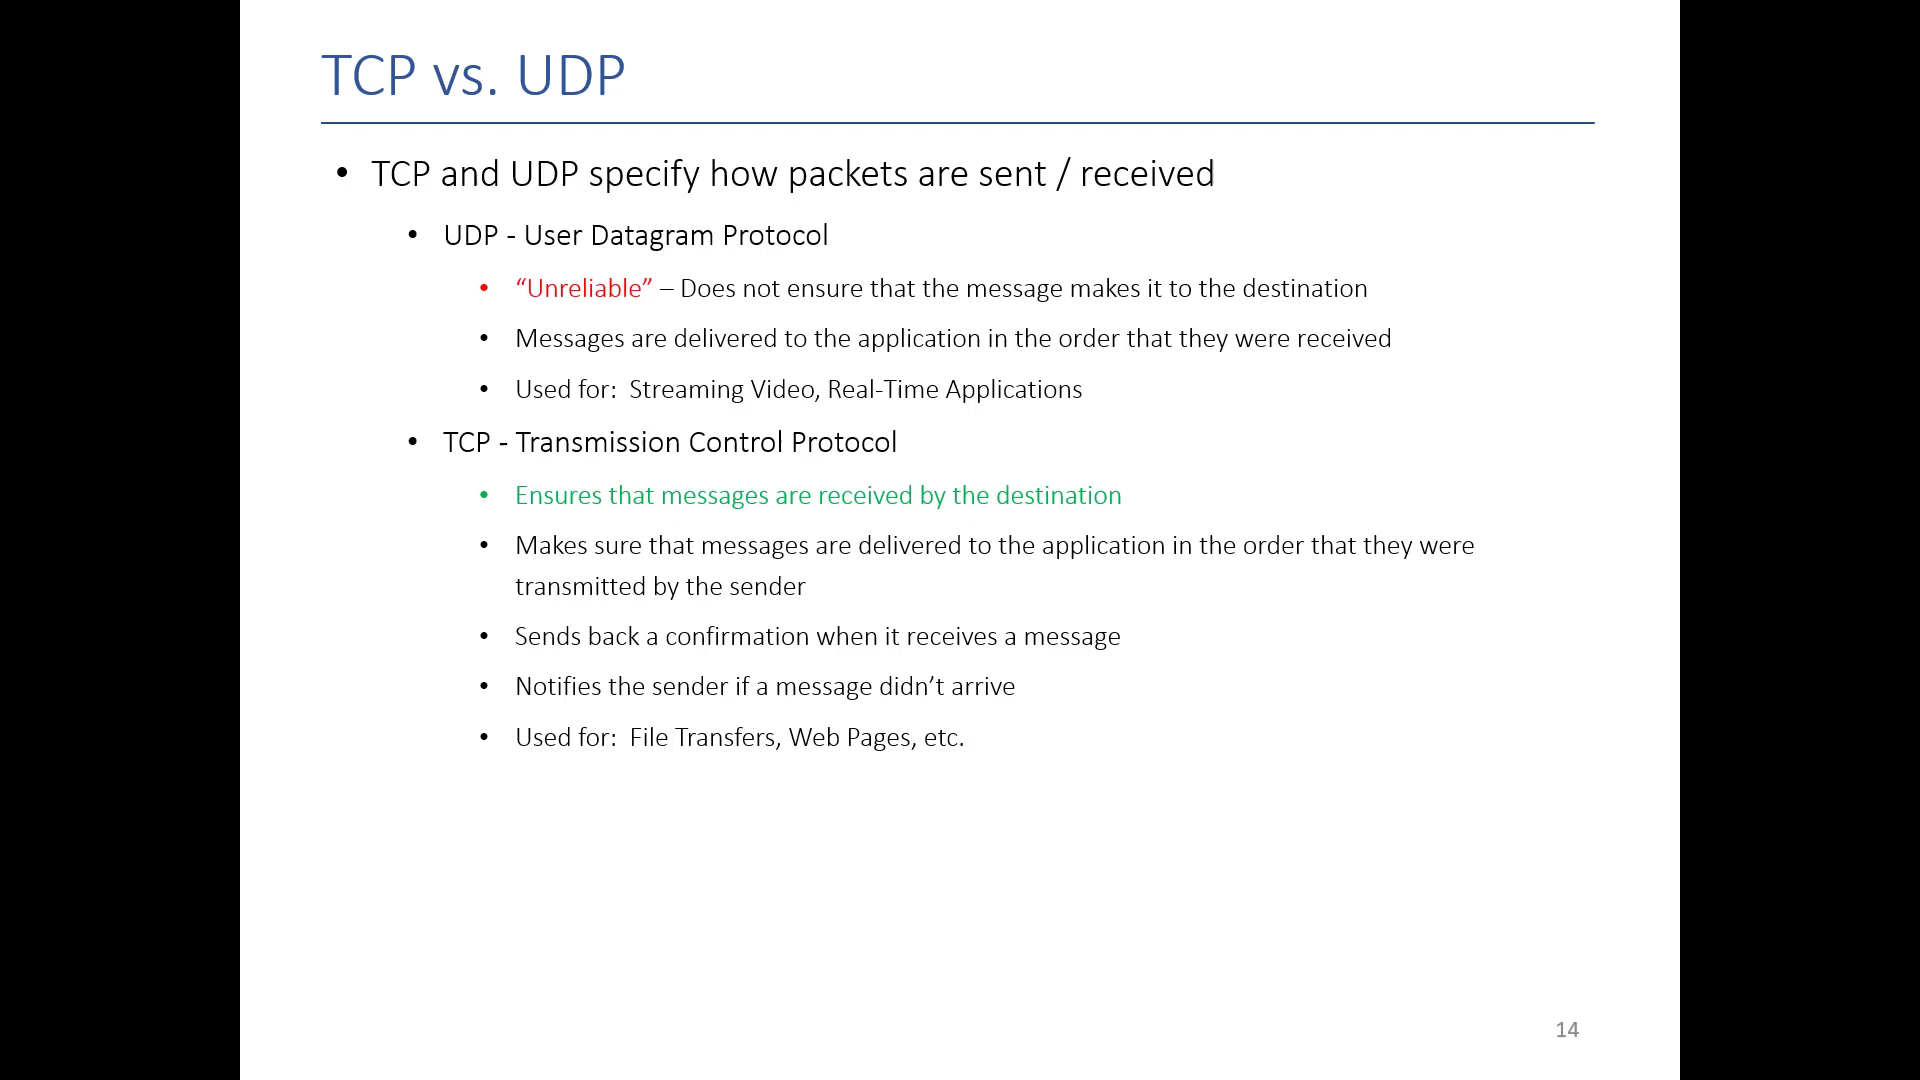 TCP vs. UDP
• TCP and UDP specify how packets are sent / received
• UDP - User Datagram Protocol
• “Unreliable” – Does not ensure that the message makes it to the destination
• Messages are delivered to the application in the order that they were received
• Used for:  Streaming Video, Real-Time Applications
• TCP - Transmission Control Protocol
• Ensures that messages are received by the destination
• Makes sure that messages are delivered to the application in the order that they were
transmitted by the sender
• Sends back a confirmation when it receives a message
• Notifies the sender if a message didn’t arrive
• Used for:  File Transfers, Web Pages, etc.
14